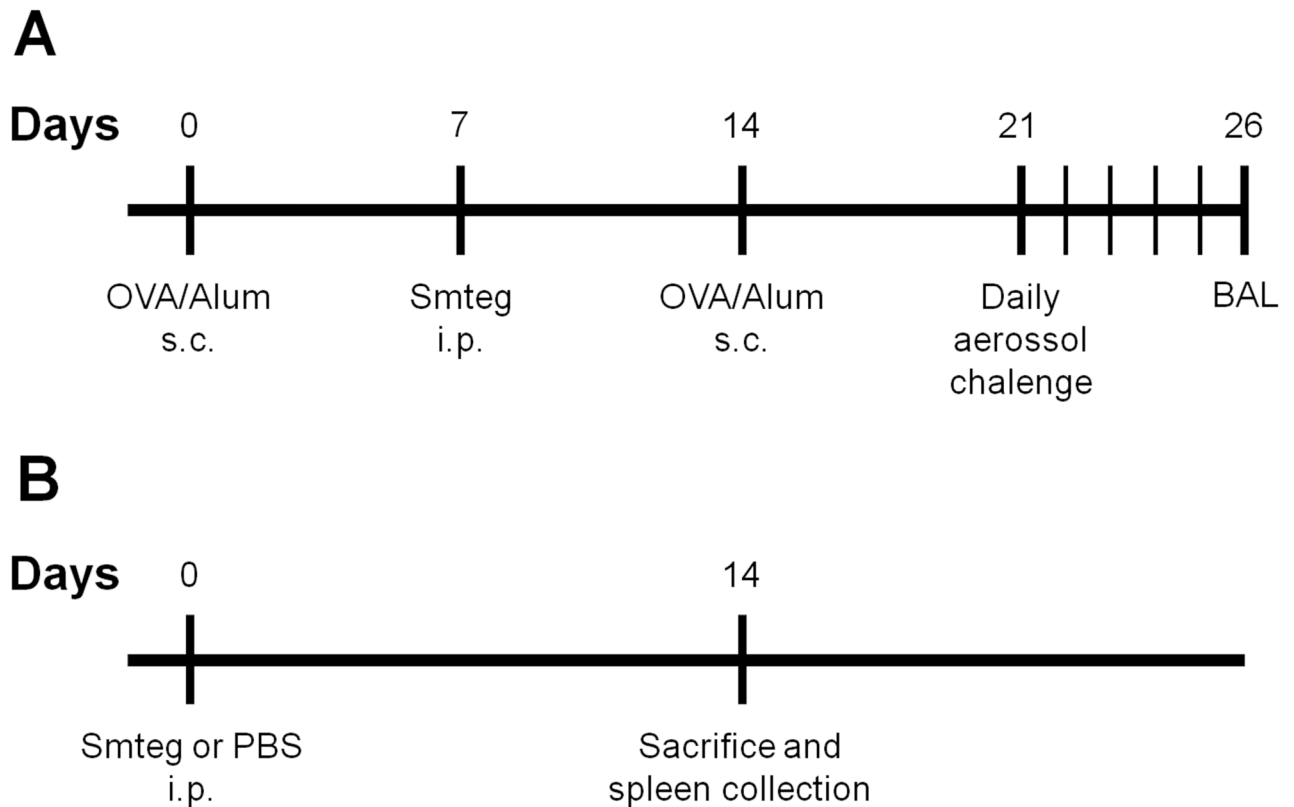 A
Days 0 7 14 21 26
OVA/Alum Smteg OVA/Alum Daily BAL
s.c. i.p. s.c. aerossol
chalenge
B
Days 0 14
Smteg or PBS Sacrifice and
i.p. spleen collection